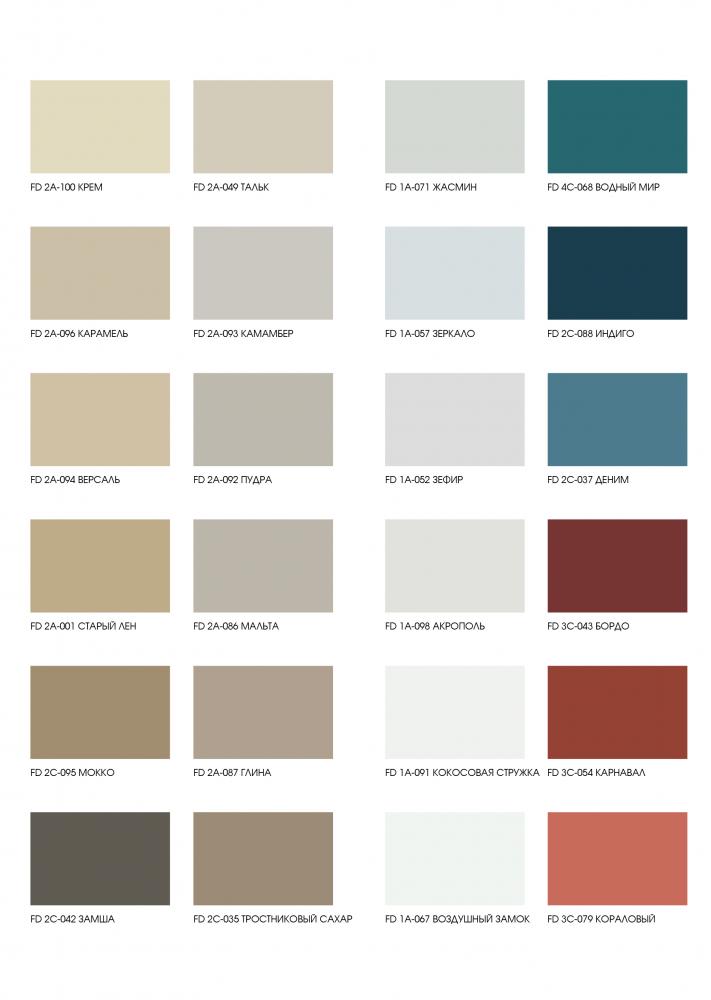 FD 2A-100 КРЕМ
FD 2A-049 ТАЛЬК
FD 1A-071 ЖАСМИН
FD 4C-068 ВОДНЫЙ МИР
FD 2A-096 КАРАМЕЛЬ
FD 2A-093 КАМАМБЕР
FD 1A-057 ЗЕРКАЛО
FD 2C-088 ИНДИГО
FD 2A-094 ВЕРСАЛЬ
FD 2A-092 ПУДРА
FD 1A-052 ЗЕФИР
FD 2C-037 ДЕНИМ
FD 2A-001 СТАРЫЙ ЛЕН
FD 2A-086 МАЛЬТА
FD 1A-098 АКРОПОЛЬ
FD 3C-043 БОРДО
FD 2C-095 МОККО
FD 2A-087 ГЛИНА
FD 1A-091 КОКОСОВАЯ СТРУЖКА
FD 3C-054 КАРНАВАЛ
FD 2C-042 ЗАМША
FD 2C-035 ТРОСТНИКОВЫЙ САХАР
FD 1A-067 ВОЗДУШНЫЙ ЗАМОК
FD 3C-079 КОРАЛОВЫЙ